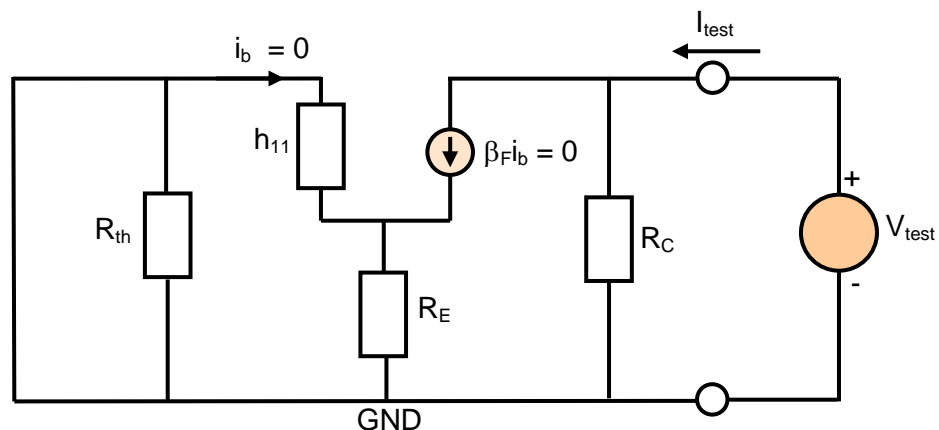 I_test
i_b = 0
h_11
β_F i_b = 0
+
R_th
R_C
V_test
-
R_E
GND